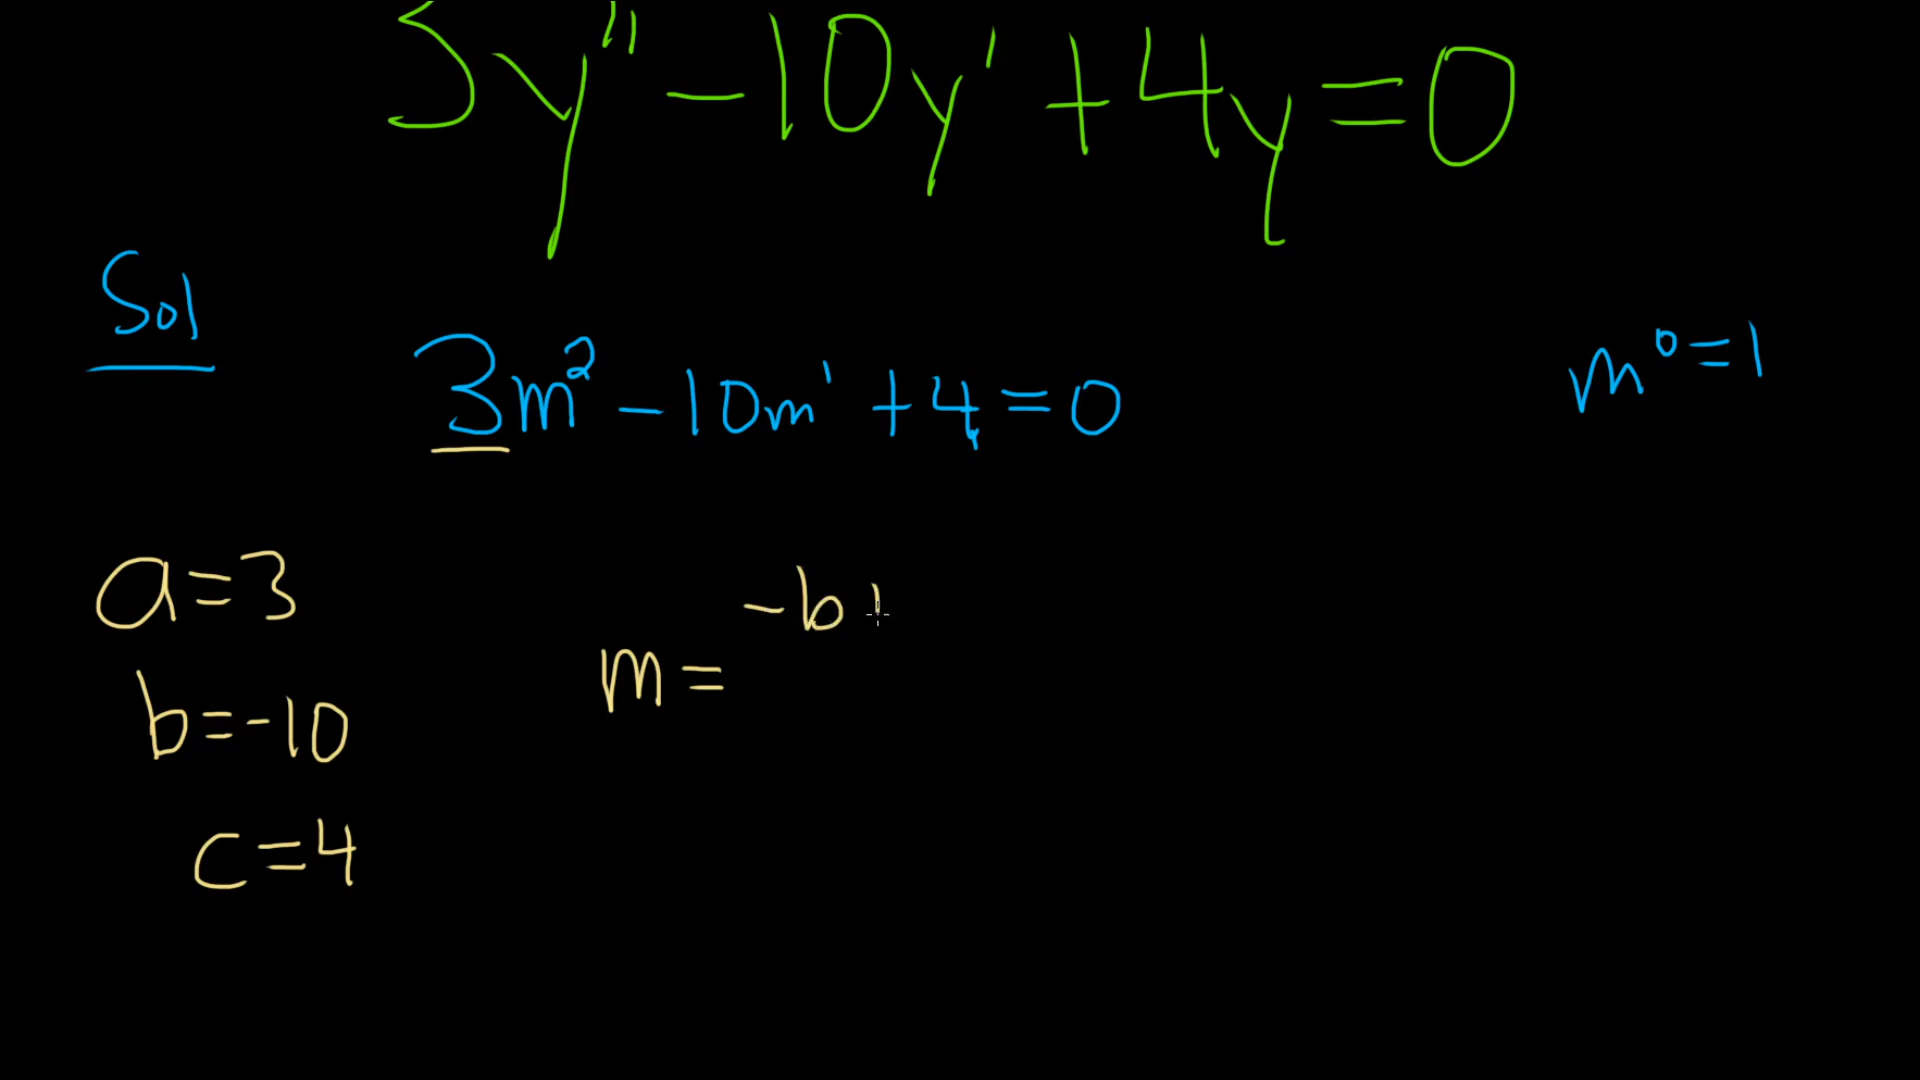 3y'' - 10y' + 4y = 0
Sol
3m² - 10m' + 4 = 0
m⁰ = 1
a = 3
b = -10
c = 4
-b
m =